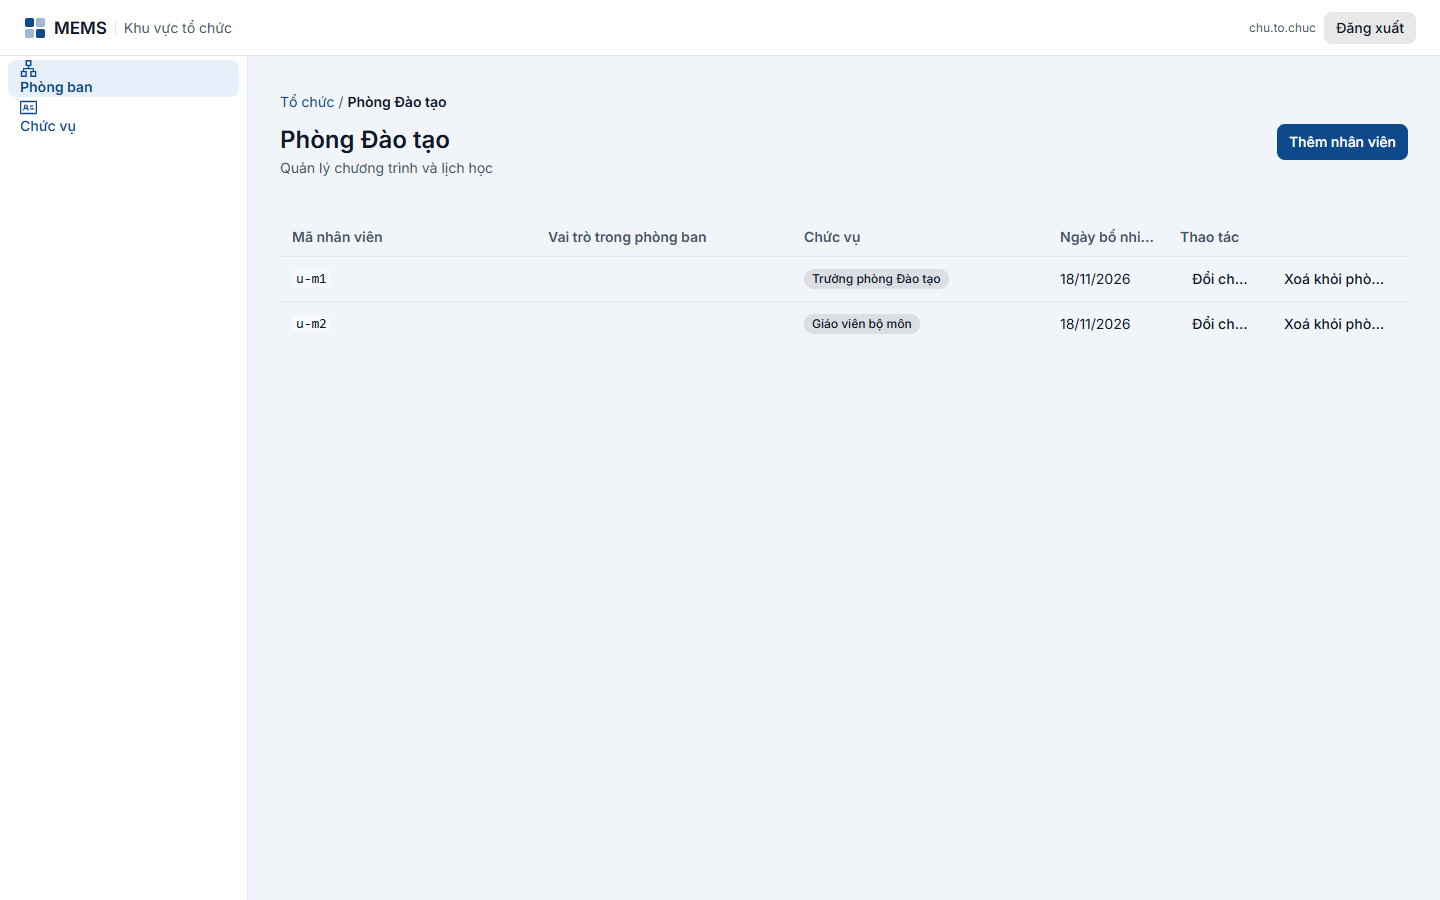 MEMS Khu vực tổ chức
chu.to.chuc Đăng xuất
Phòng ban
Chức vụ
Tổ chức / Phòng Đào tạo
Phòng Đào tạo
Thêm nhân viên
Quản lý chương trình và lịch học
Mã nhân viên Vai trò trong phòng ban Chức vụ Ngày bổ nhi... Thao tác
u-m1 Trưởng phòng Đào tạo 18/11/2026 Đổi ch... Xoá khỏi phò...
u-m2 Giáo viên bộ môn 18/11/2026 Đổi ch... Xoá khỏi phò...